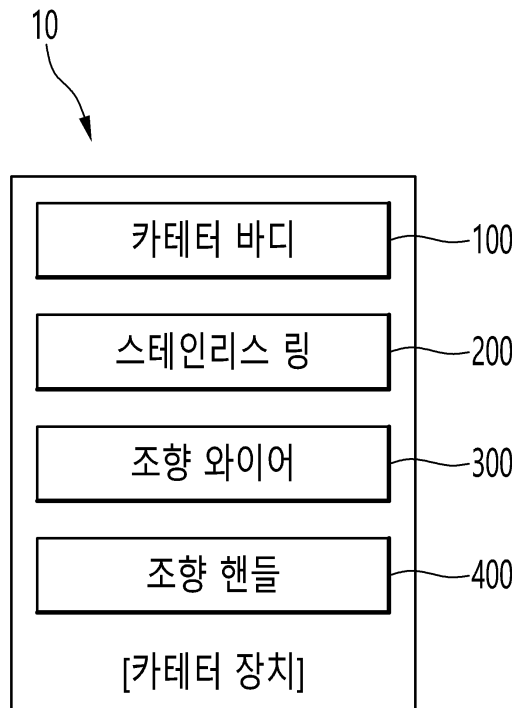 10
카테터 바디 100
스테인리스 링 200
조향 와이어 300
조향 핸들 400
[카테터 장치]